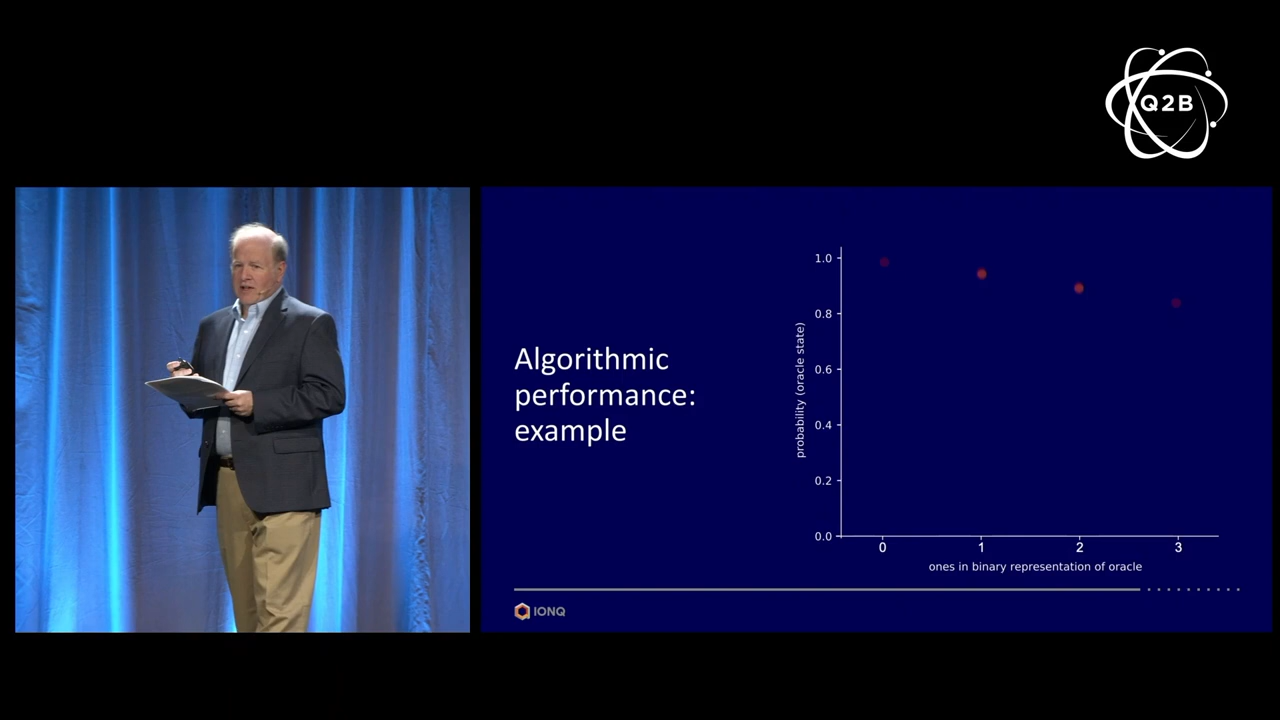 Q2B
Algorithmic
performance:
example
probability (oracle state)
1.0
0.8
0.6
0.4
0.2
0.0
0
1
2
3
ones in binary representation of oracle
IONQ